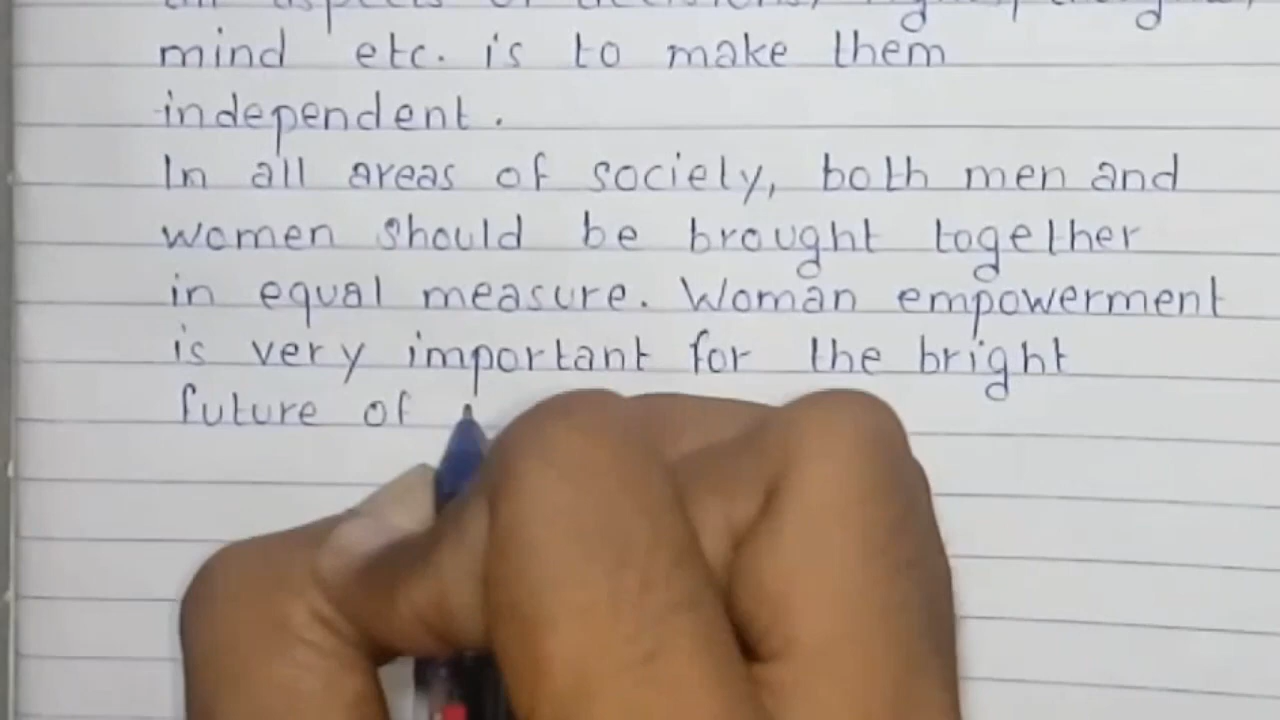 mind etc. is to make them
independent.
In all areas of society, both men and
women should be brought together
in equal measure. Woman empowerment
is very important for the bright
future of